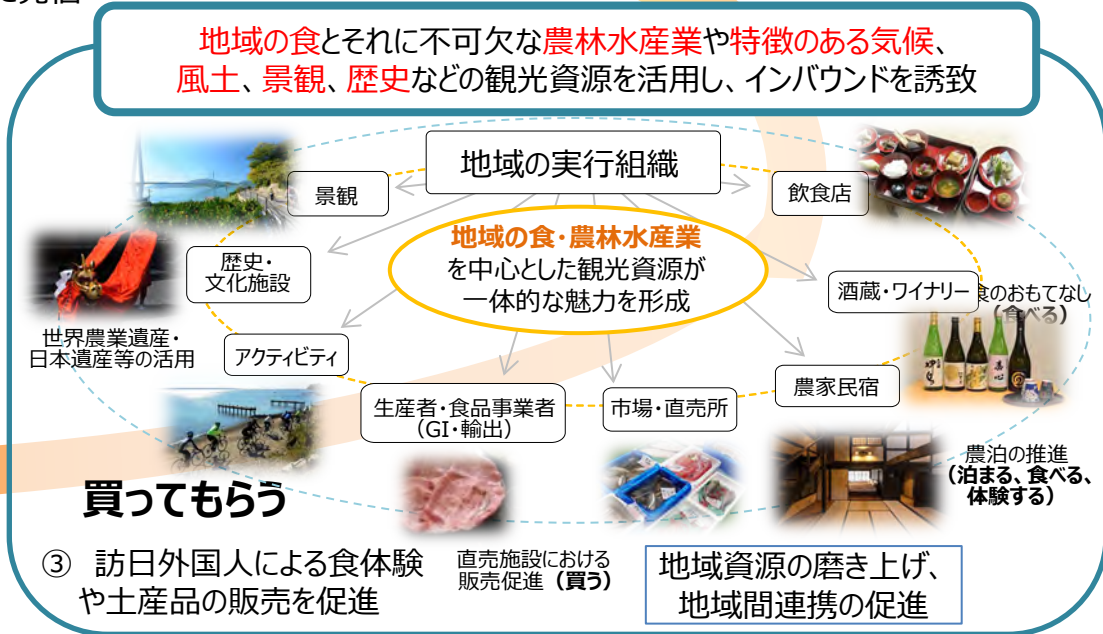 地域の食とそれに不可欠な農林水産業や特徴のある気候、
風土、景観、歴史などの観光資源を活用し、インバウンドを誘致
地域の実行組織
景観
飲食店
地域の食・農林水産業
を中心とした観光資源が
一体的な魅力を形成
歴史・
文化施設
酒蔵・ワイナリー
食のおもてなし
(食べる)
世界農業遺産・
日本遺産等の活用
アクティビティ
農家民宿
生産者・食品事業者
(GI・輸出)
市場・直売所
農泊の推進
(泊まる、食べる、
体験する)
買ってもらう
③ 訪日外国人による食体験
や土産品の販売を促進
直売施設における
販売促進 (買う)
地域資源の磨き上げ、
地域間連携の促進